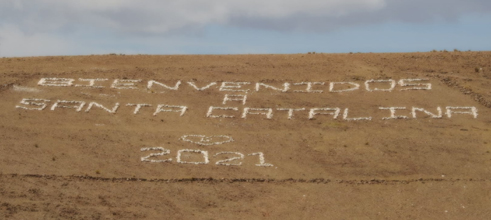 BIENVENIDOS
A
SANTA CATALINA
2021